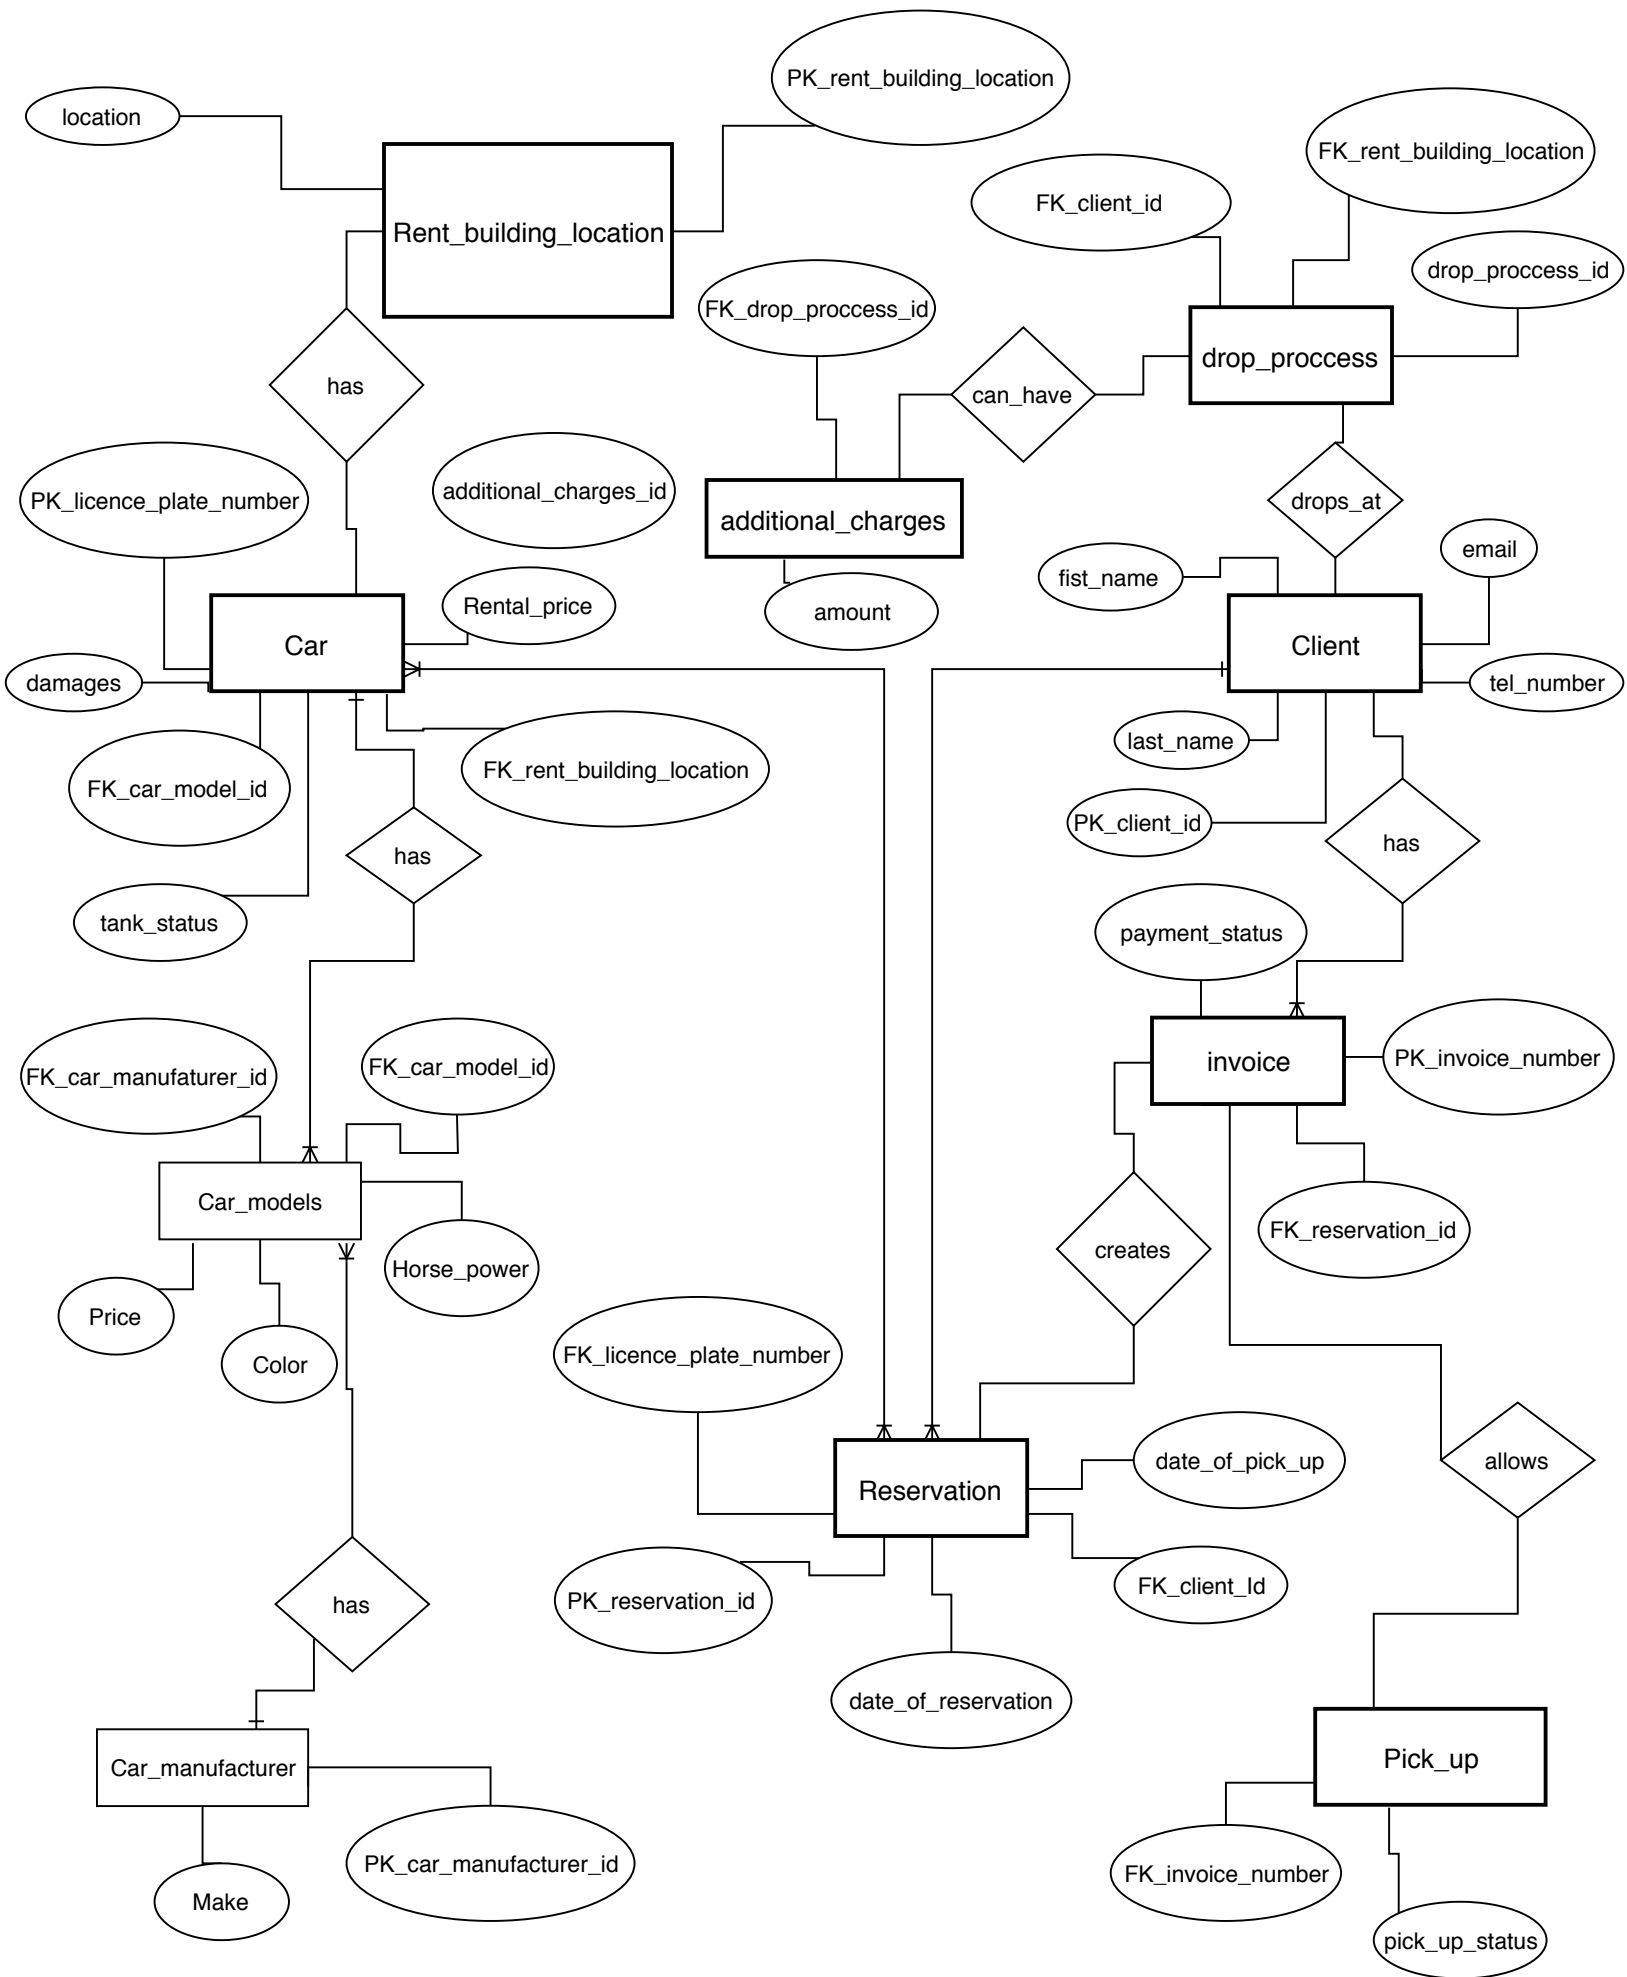 PK_rent_building_location
location
FK_rent_building_location
FK_client_id
Rent_building_location
drop_proccess_id
FK_drop_proccess_id
drop_proccess
has
can_have
additional_charges_id
PK_licence_plate_number
drops_at
additional_charges
email
fist_name
Rental_price
amount
Car
Client
damages
tel_number
last_name
FK_rent_building_location
FK_car_model_id
PK_client_id
has
has
tank_status
payment_status
FK_car_manufaturer_id
FK_car_model_id
invoice
PK_invoice_number
Car_models
FK_reservation_id
creates
Horse_power
Price
Color
FK_licence_plate_number
date_of_pick_up
allows
Reservation
FK_client_Id
PK_reservation_id
has
date_of_reservation
Car_manufacturer
Pick_up
PK_car_manufacturer_id
FK_invoice_number
Make
pick_up_status